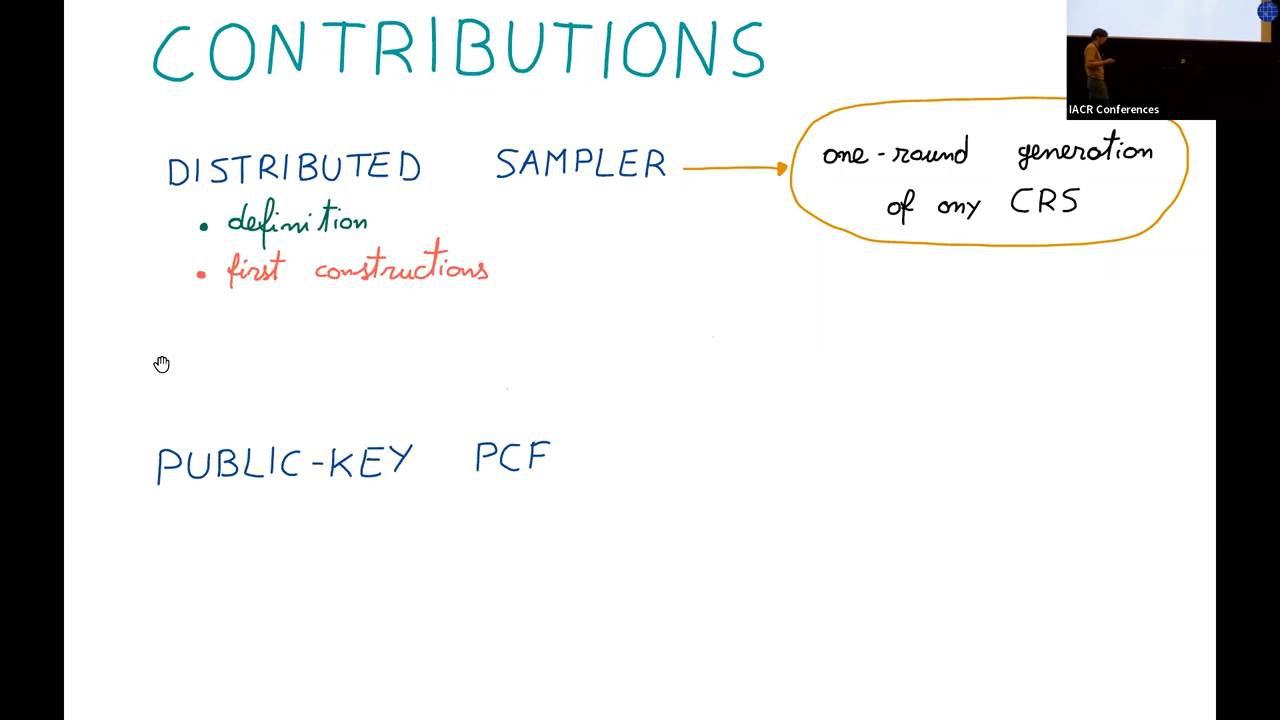 CONTRIBUTIONS
IACR Conferences
DISTRIBUTED SAMPLER
one-round generation
of any CRS
• definition
• first constructions
PUBLIC-KEY PCF